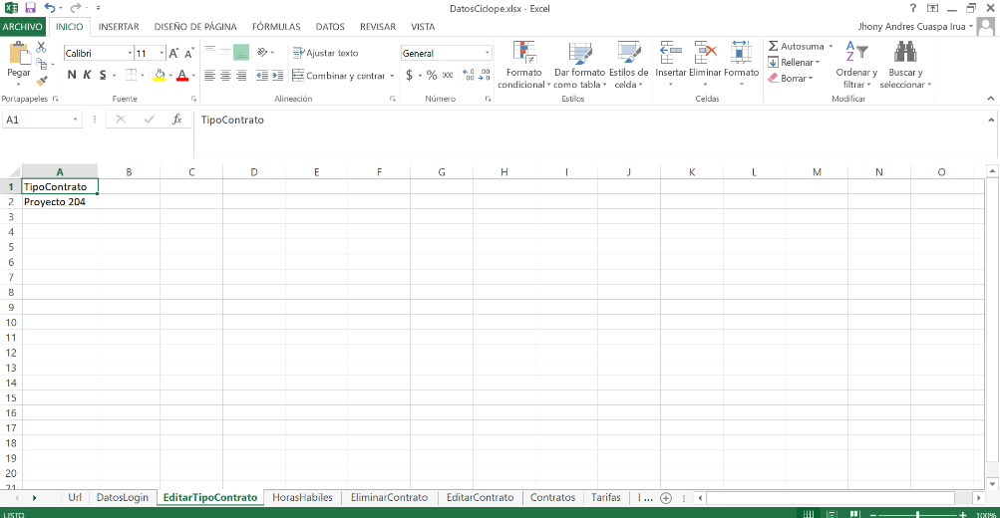 DatosCiclope.xlsx - Excel
?
ARCHIVO INICIO INSERTAR DISEÑO DE PÁGINA FÓRMULAS DATOS REVISAR VISTA Jhony Andres Cuaspa Irua
Pegar
Portapapeles
Calibri 11 A A
N K S A
Fuente
Ajustar texto
Combinar y centrar
Alineación
General
$ % 000
Número
Formato condicional
Dar formato como tabla
Estilos de celda
Estilos
Insertar Eliminar Formato
Celdas
Autosuma
Rellenar
Borrar
Ordenar y filtrar
Buscar y seleccionar
Modificar
A1 fx TipoContrato
A B C D E F G H I J K L M N O
1 TipoContrato
2 Proyecto 204
3
4
5
6
7
8
9
10
11
12
13
14
15
16
17
18
19
20
21
Url DatosLogin EditarTipoContrato HorasHabiles EliminarContrato EditarContrato Contratos Tarifas I ...
LISTO 100%